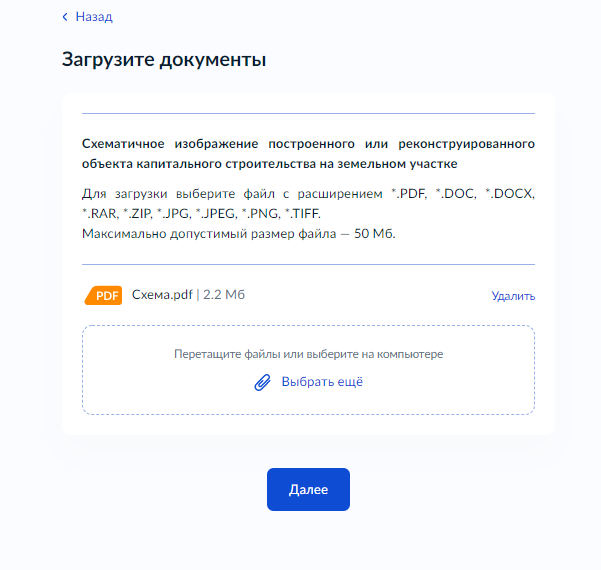 Назад
Загрузите документы
Схематичное изображение построенного или реконструированного
объекта капитального строительства на земельном участке
Для загрузки выберите файл с расширением *.PDF, *.DOC, *.DOCX,
*.RAR, *.ZIP, *.JPG, *.JPEG, *.PNG, *.TIFF.
Максимально допустимый размер файла — 50 Мб.
PDF Схема.pdf | 2.2 Мб Удалить
Перетащите файлы или выберите на компьютере
Выбрать ещё
Далее